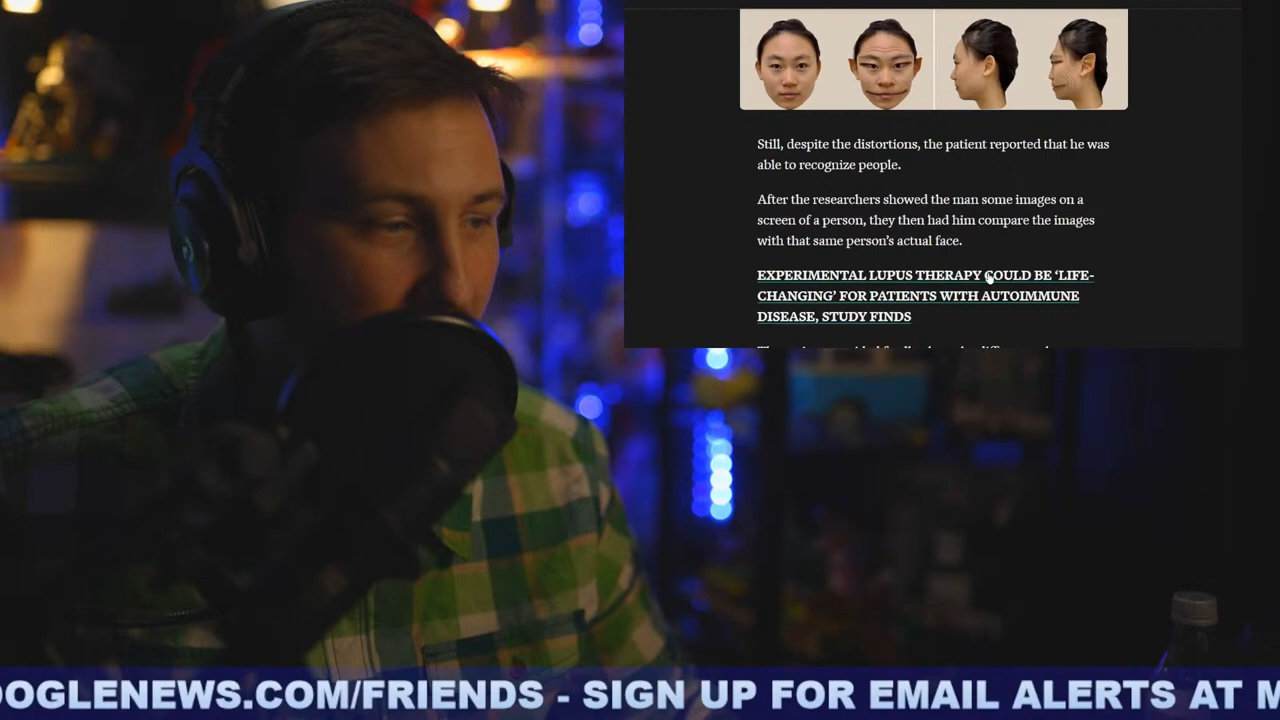 Still, despite the distortions, the patient reported that he was
able to recognize people.
After the researchers showed the man some images on a
screen of a person, they then had him compare the images
with that same person's actual face.
EXPERIMENTAL LUPUS THERAPY COULD BE ‘LIFE-
CHANGING’ FOR PATIENTS WITH AUTOIMMUNE
DISEASE, STUDY FINDS
OOGLENEWS.COM/FRIENDS - SIGN UP FOR EMAIL ALERTS AT M